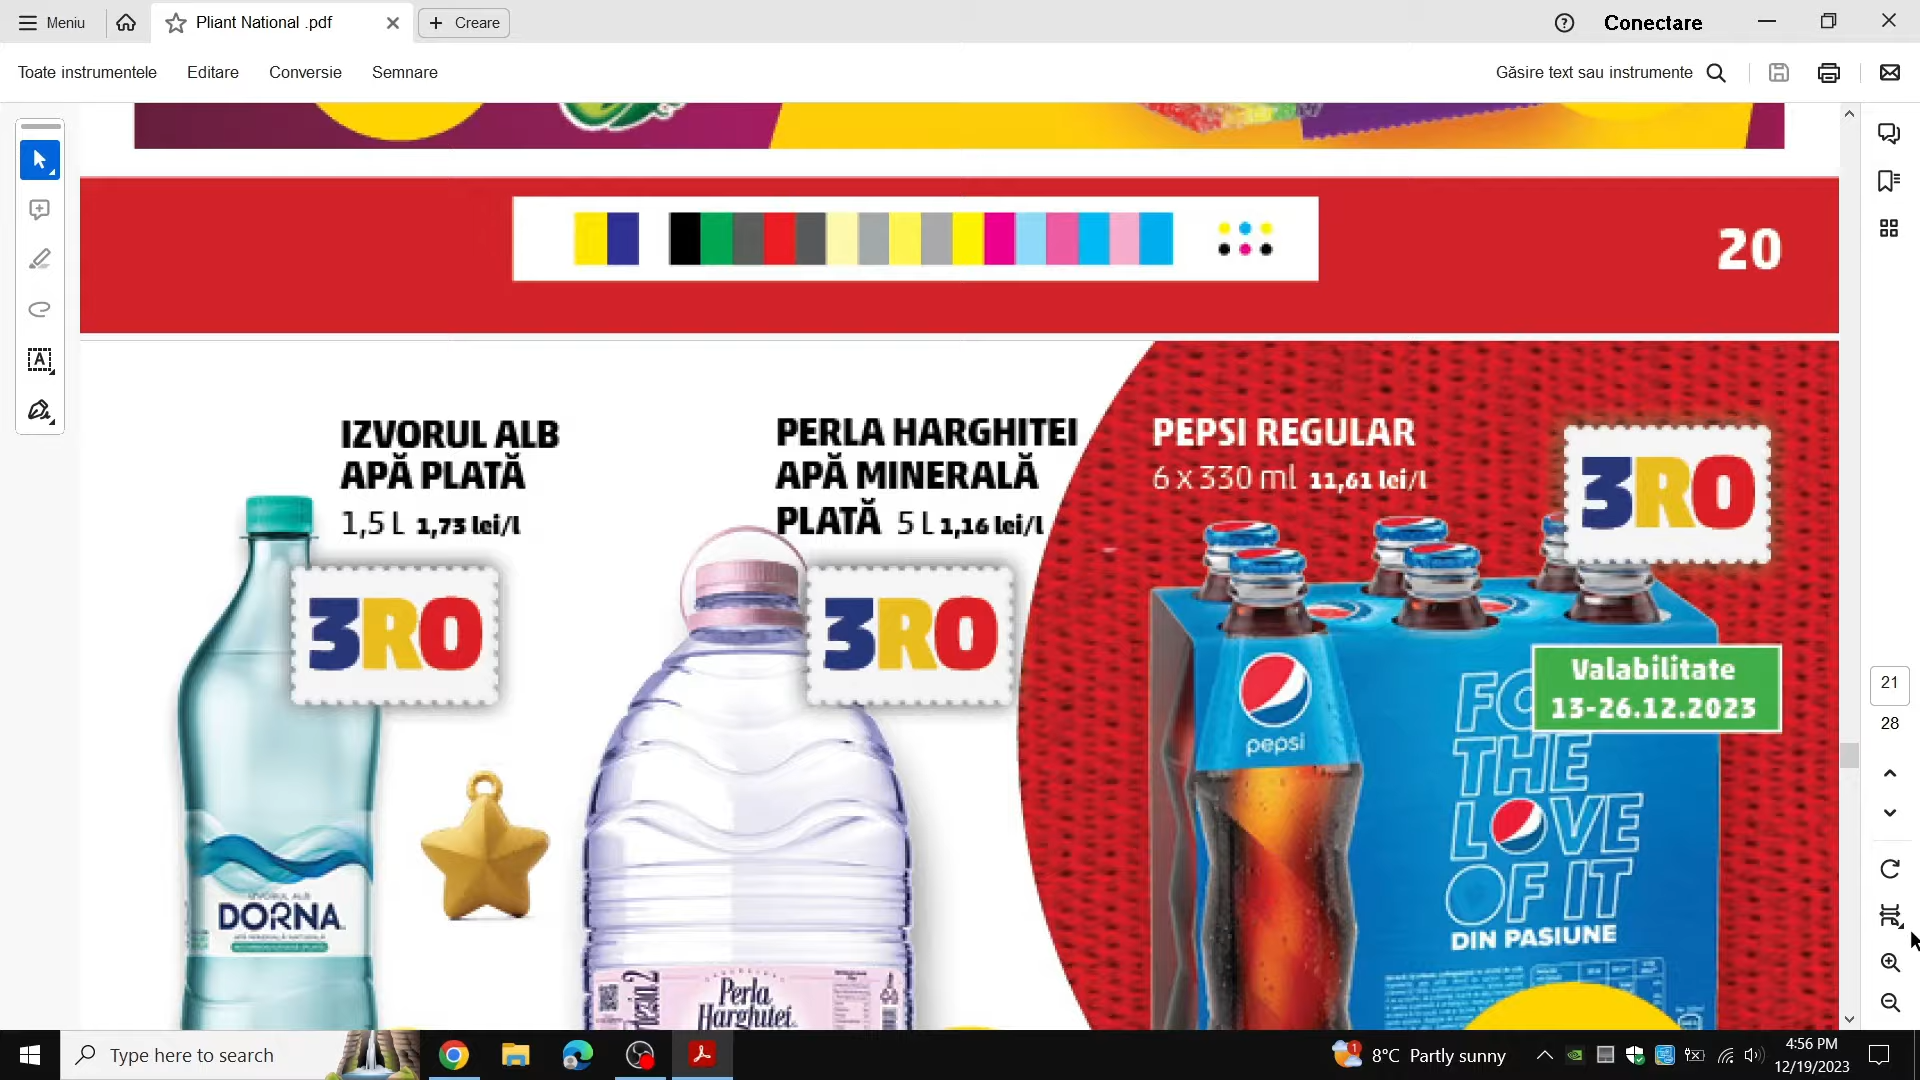 Meniu
Pliant National .pdf
Creare
Conectare
Toate instrumentele
Editare
Conversie
Semnare
Găsire text sau instrumente
20
IZVORUL ALB
APĂ PLATĂ
1,5 L 1,73 lei/l
3RO
IZVORUL ALB
DORNA
PERLA HARGHITEI
APĂ MINERALĂ
PLATĂ 5 L 1,16 lei/l
3RO
Perla
Harghitei
PEPSI REGULAR
6 x 330 ml 11,61 lei/l
3RO
Valabilitate
13-26.12.2023
pepsi
THE
LOVE
OF IT
DIN PASIUNE
21
28
Type here to search
1
8°C Partly sunny
4:56 PM
12/19/2023